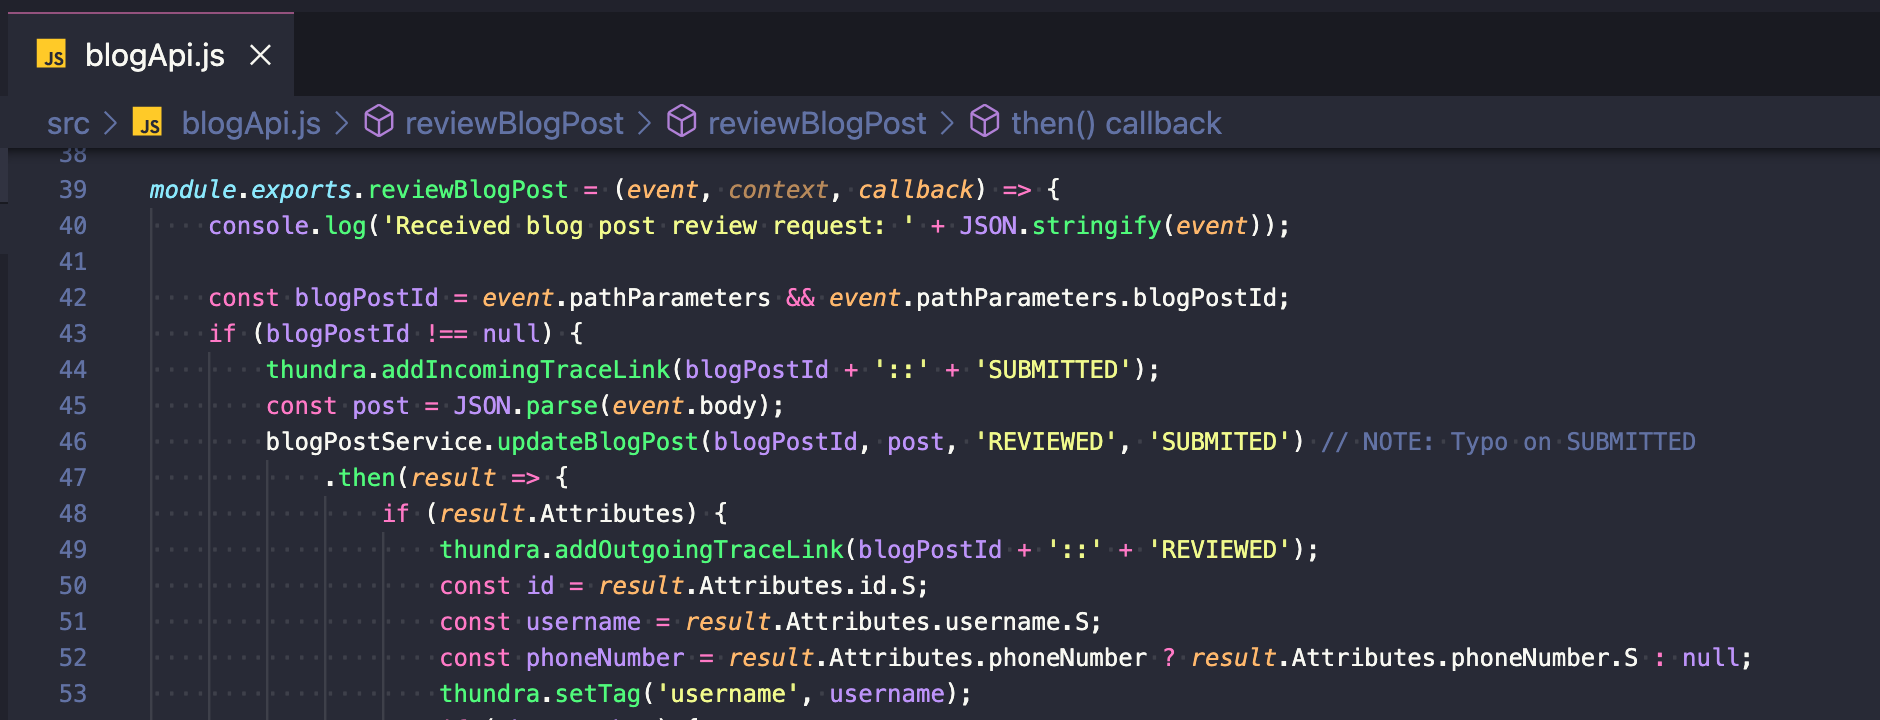 JS blogApi.js ×
src > JS blogApi.js > reviewBlogPost > reviewBlogPost > then() callback
38
39 module.exports.reviewBlogPost = (event, context, callback) => {
40 console.log('Received blog post review request: ' + JSON.stringify(event));
41
42 const blogPostId = event.pathParameters && event.pathParameters.blogPostId;
43 if (blogPostId !== null) {
44 thundra.addIncomingTraceLink(blogPostId + '::' + 'SUBMITTED');
45 const post = JSON.parse(event.body);
46 blogPostService.updateBlogPost(blogPostId, post, 'REVIEWED', 'SUBMITED') // NOTE: Typo on SUBMITTED
47 .then(result => {
48 if (result.Attributes) {
49 thundra.addOutgoingTraceLink(blogPostId + '::' + 'REVIEWED');
50 const id = result.Attributes.id.S;
51 const username = result.Attributes.username.S;
52 const phoneNumber = result.Attributes.phoneNumber ? result.Attributes.phoneNumber.S : null;
53 thundra.setTag('username', username);